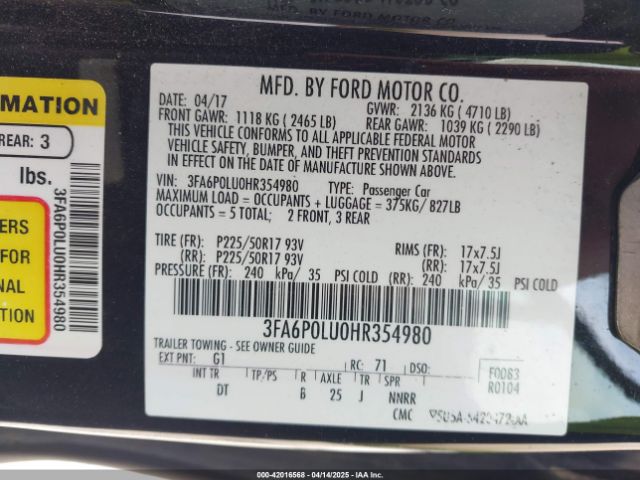 MFD. BY FORD MOTOR CO.
DATE: 04/17 GVWR: 2136 KG ( 4710 LB)
FRONT GAWR: 1118 KG ( 2465 LB) REAR GAWR: 1039 KG ( 2290 LB)
THIS VEHICLE CONFORMS TO ALL APPLICABLE FEDERAL MOTOR
VEHICLE SAFETY, BUMPER, AND THEFT PREVENTION STANDARDS
IN EFFECT ON THE DATE OF MANUFACTURE SHOWN ABOVE.
VIN: 3FA6P0LU0HR354980 TYPE: Passenger Car
MAXIMUM LOAD = OCCUPANTS + LUGGAGE = 375KG/ 827LB
OCCUPANTS = 5 TOTAL; 2 FRONT, 3 REAR
TIRE (FR): P225/50R17 93V RIMS (FR): 17x7.5J
(RR): P225/50R17 93V (RR): 17x7.5J
PRESSURE (FR): 240 kPa/ 35 PSI COLD (RR): 240 kPa/ 35 PSI COLD
3FA6P0LU0HR354980
TRAILER TOWING - SEE OWNER GUIDE
EXT PNT: G1 RC: 71 DSO: F0083
INT TR TP/PS R AXLE TR SPR R0104
DT B 25 J NNRR
CMC
RMATION
REAR: 3
lbs.
3FA6P0LU0HR354980
ERS
FOR
NAL
TION
00-42016568 - 04/14/2025 - IAAI.COM